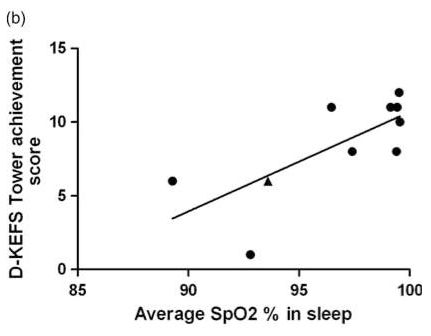 (b)
D-KEFS Tower achievement
score
15
10
5
0
85
90
95
100
Average SpO2 % in sleep